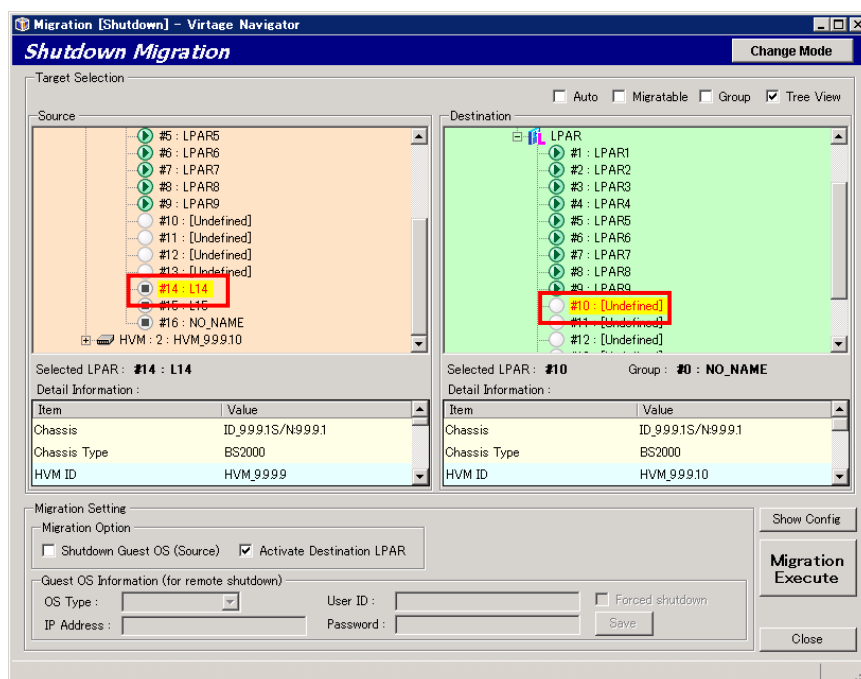 Migration [Shutdown] - Virtage Navigator
Shutdown Migration
Change Mode
Target Selection
Auto Migratable Group Tree View
Source
#5 : LPAR5
#6 : LPAR6
#7 : LPAR7
#8 : LPAR8
#9 : LPAR9
#10 : [Undefined]
#11 : [Undefined]
#12 : [Undefined]
#13 : [Undefined]
#14 : L14
#15 : L15
#16 : NO_NAME
HVM : 2 : HVM_9.9.9.10
Selected LPAR : #14 : L14
Detail Information :
Item Value
Chassis ID_9.9.9.1S/N:9.9.9.1
Chassis Type BS2000
HVM ID HVM_9.9.9.9
Destination
LPAR
#1 : LPAR1
#2 : LPAR2
#3 : LPAR3
#4 : LPAR4
#5 : LPAR5
#6 : LPAR6
#7 : LPAR7
#8 : LPAR8
#9 : LPAR9
#10 : [Undefined]
#11 : [Undefined]
#12 : [Undefined]
Selected LPAR : #10 Group : #0 : NO_NAME
Detail Information :
Item Value
Chassis ID_9.9.9.1S/N:9.9.9.1
Chassis Type BS2000
HVM ID HVM_9.9.9.10
Migration Setting
Migration Option
Shutdown Guest OS (Source) Activate Destination LPAR
Guest OS Information (for remote shutdown)
OS Type : User ID : Forced shutdown
IP Address : Password : Save
Show Config
Migration
Execute
Close